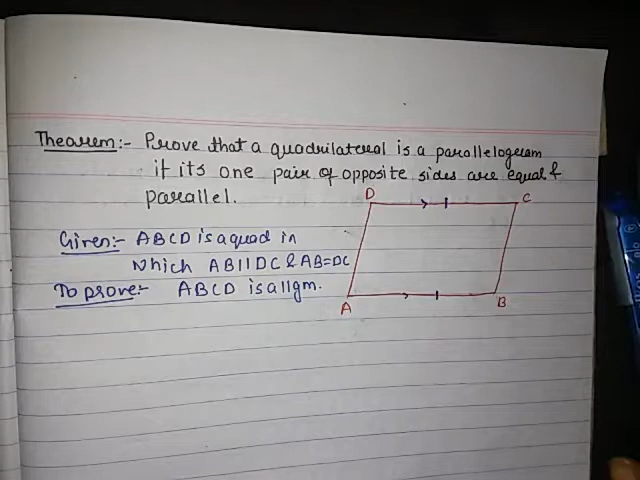 Thearem:- Prove that a quadrilateral is a parallelogram
if its one pair of opposite sides are equal &
parallel.
D
C
Given:- ABCD is a quad in
which AB||DC & AB=DC
To prove:- ABCD is a ||gm.
A
B